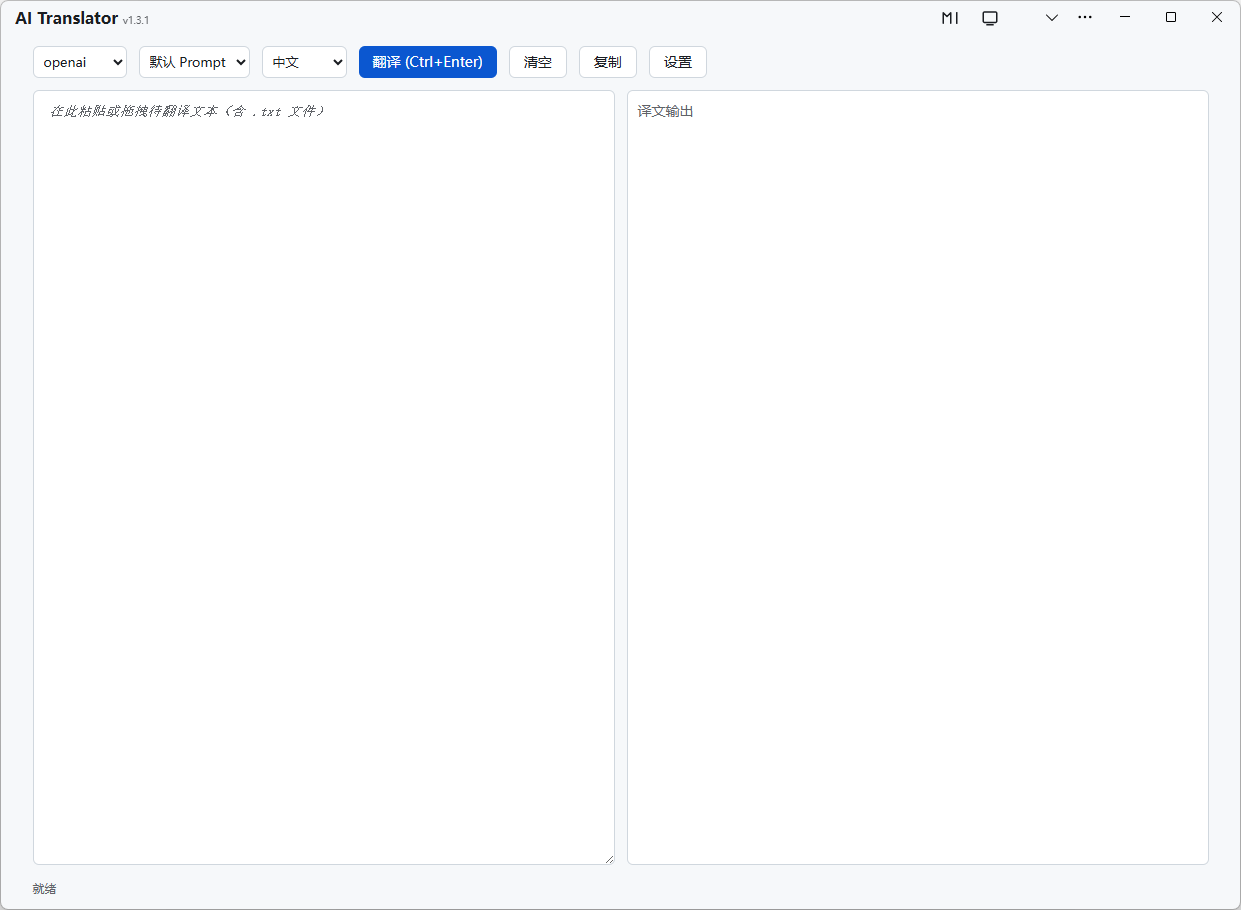 AI Translator v1.3.1
openai 默认 Prompt 中文 翻译 (Ctrl+Enter) 清空 复制 设置
在此粘贴或拖拽待翻译文本（含 .txt 文件）
译文输出
就绪